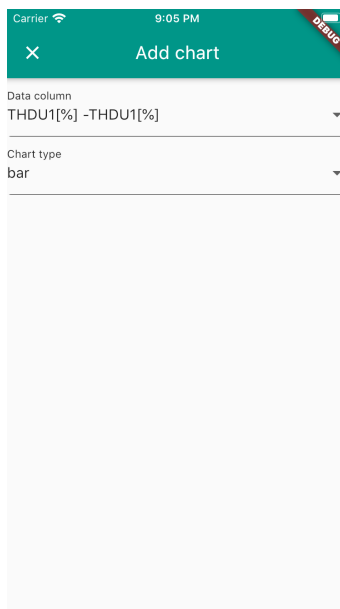 Carrier 9:05 PM
DEBUG
Add chart
Data column
THDU1[%] -THDU1[%]
Chart type
bar